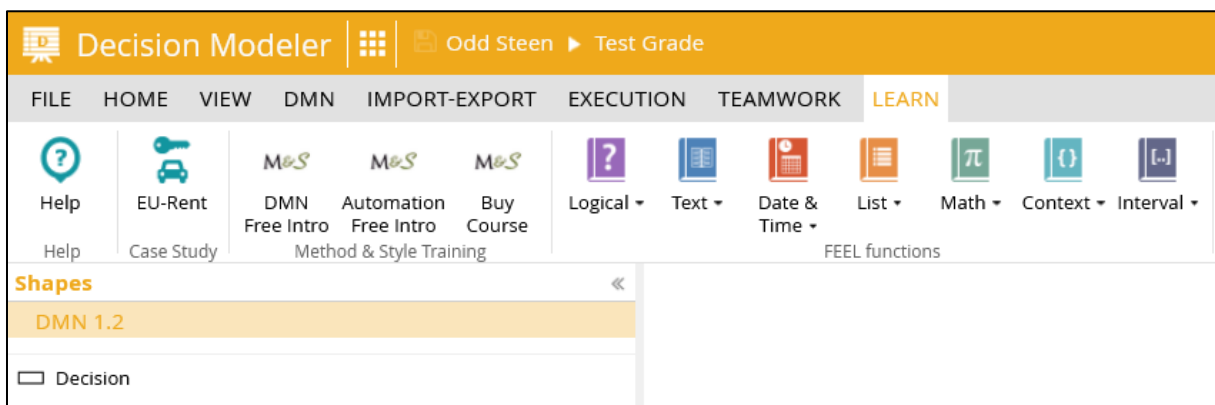 D Decision Modeler Odd Steen ▶ Test Grade
FILE HOME VIEW DMN IMPORT-EXPORT EXECUTION TEAMWORK LEARN
? M&S M&S M&S ? π {} [..]
Help EU-Rent DMN Automation Buy Logical Text Date & List Math Context Interval
Free Intro Free Intro Course Time
Help Case Study Method & Style Training FEEL functions
Shapes «
DMN 1.2
Decision